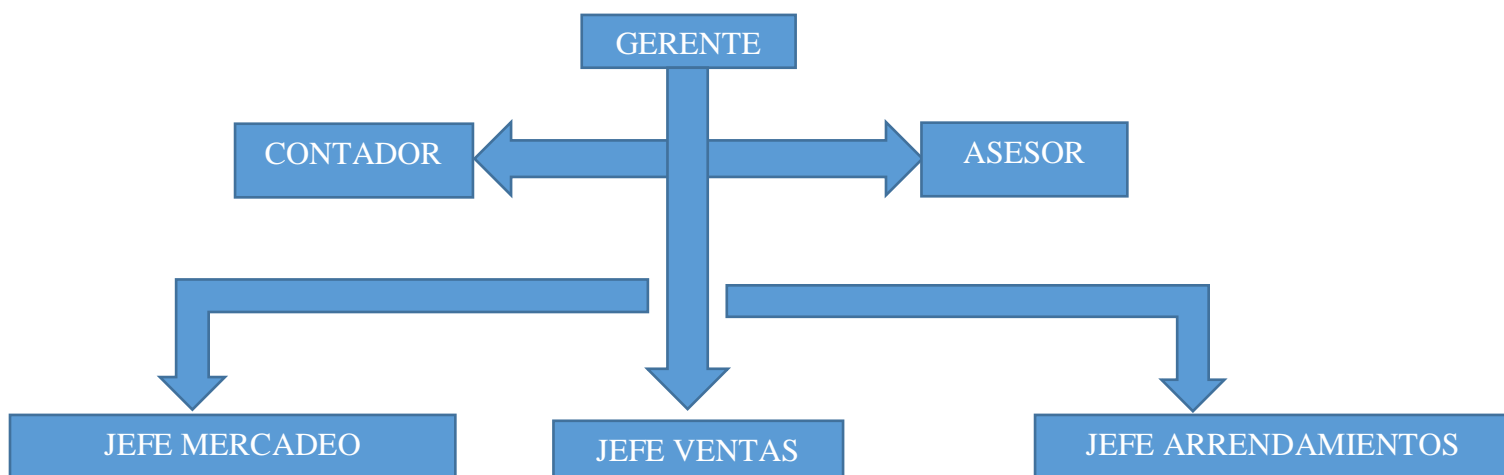 GERENTE
CONTADOR
ASESOR
JEFE MERCADEO
JEFE VENTAS
JEFE ARRENDAMIENTOS